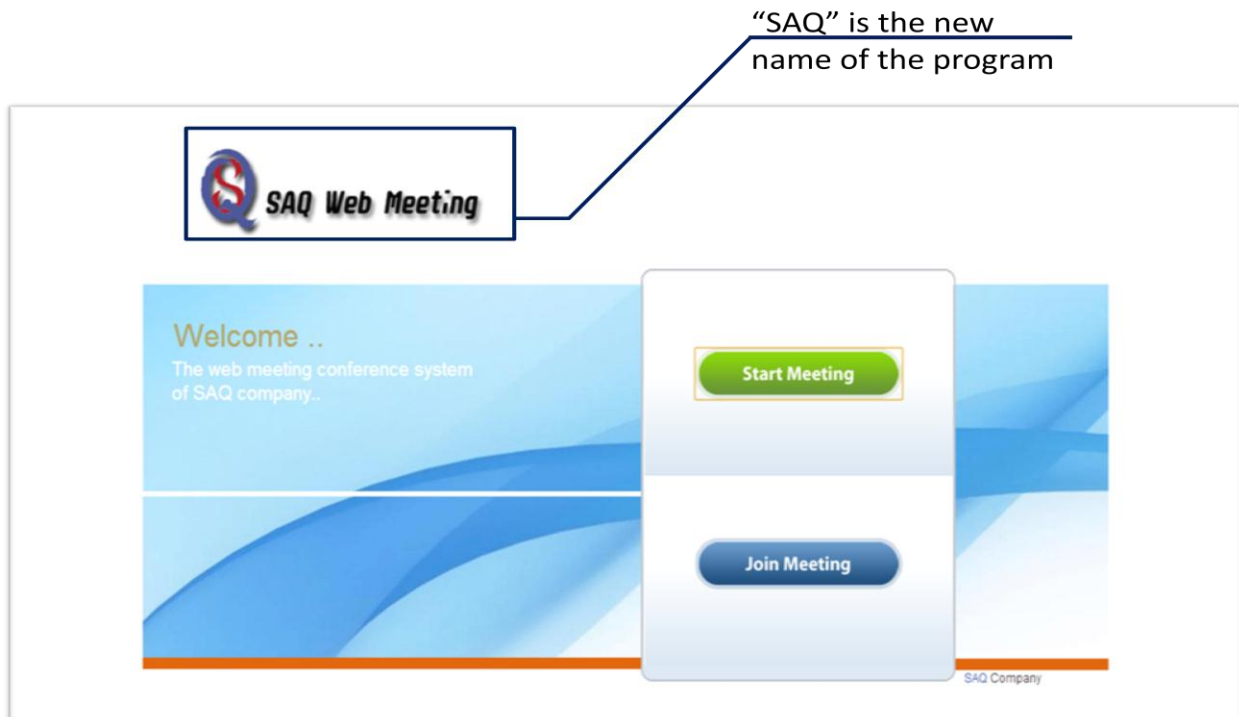 “SAQ” is the new
name of the program
SAQ Web Meeting
Welcome ..
The web meeting conference system
of SAQ company..
Start Meeting
Join Meeting
SAQ Company